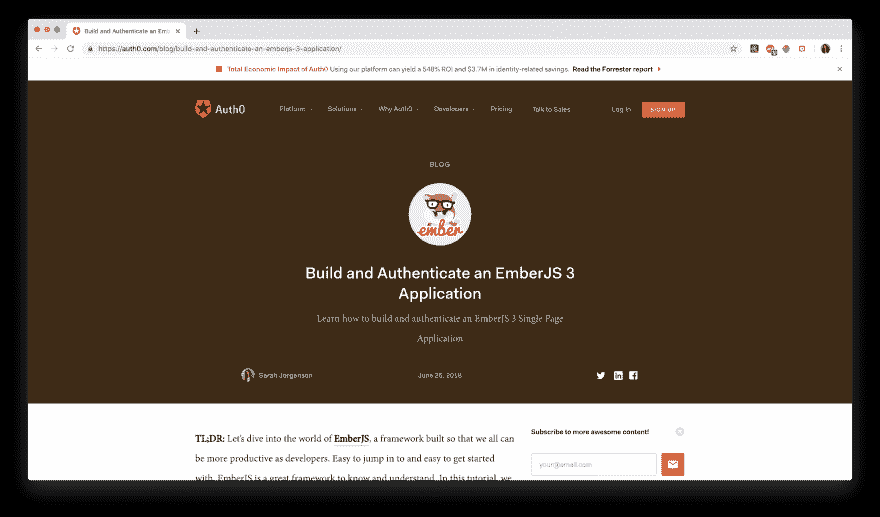 Build and Authenticate an Ember
https://auth0.com/blog/build-and-authenticate-an-emberjs-3-application/
Total Economic Impact of Auth0 Using our platform can yield a 548% ROI and $3.7M in identity-related savings. Read the Forrester report
Auth0 Platform Solutions Why Auth0 Developers Pricing Talk to Sales Log In SIGN UP
BLOG
ember
Build and Authenticate an EmberJS 3
Application
Learn how to build and authenticate an EmberJS 3 Single Page
Application
Sarah Jorgenson June 25, 2018
TL;DR: Let's dive into the world of EmberJS, a framework built so that we all can
be more productive as developers. Easy to jump in to and easy to get started
with, EmberJS is a great framework to know and understand. In this tutorial, we
Subscribe to more awesome content!
your@email.com